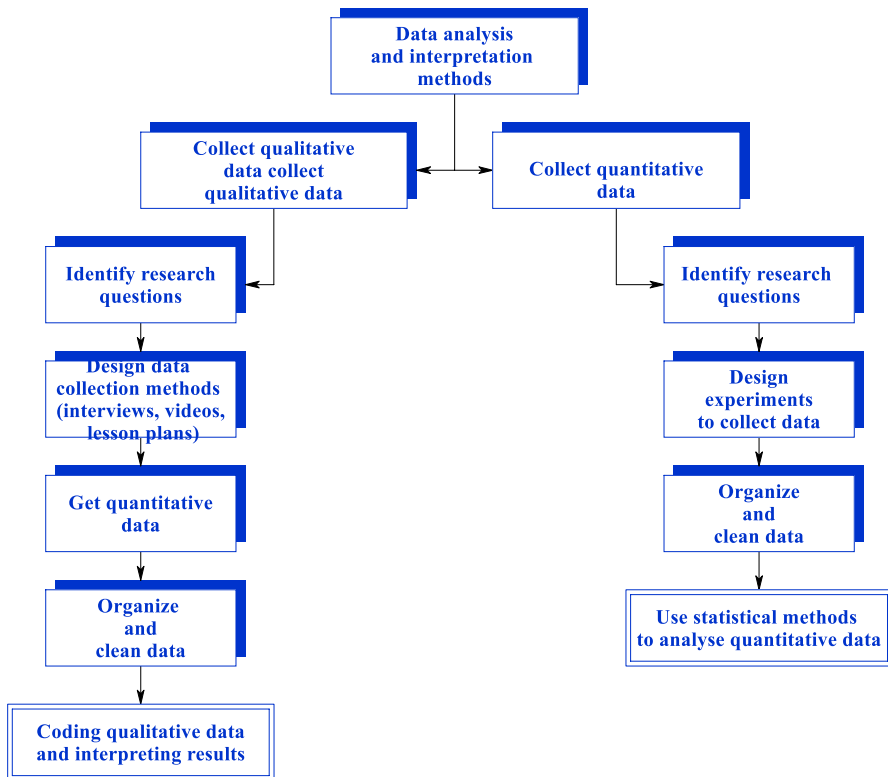 Data analysis
and interpretation
methods
Collect qualitative
data collect
qualitative data
Collect quantitative
data
Identify research
questions
Identify research
questions
Design data
collection methods
(interviews, videos,
lesson plans)
Design
experiments
to collect data
Get quantitative
data
Organize
and
clean data
Organize
and
clean data
Use statistical methods
to analyse quantitative data
Coding qualitative data
and interpreting results